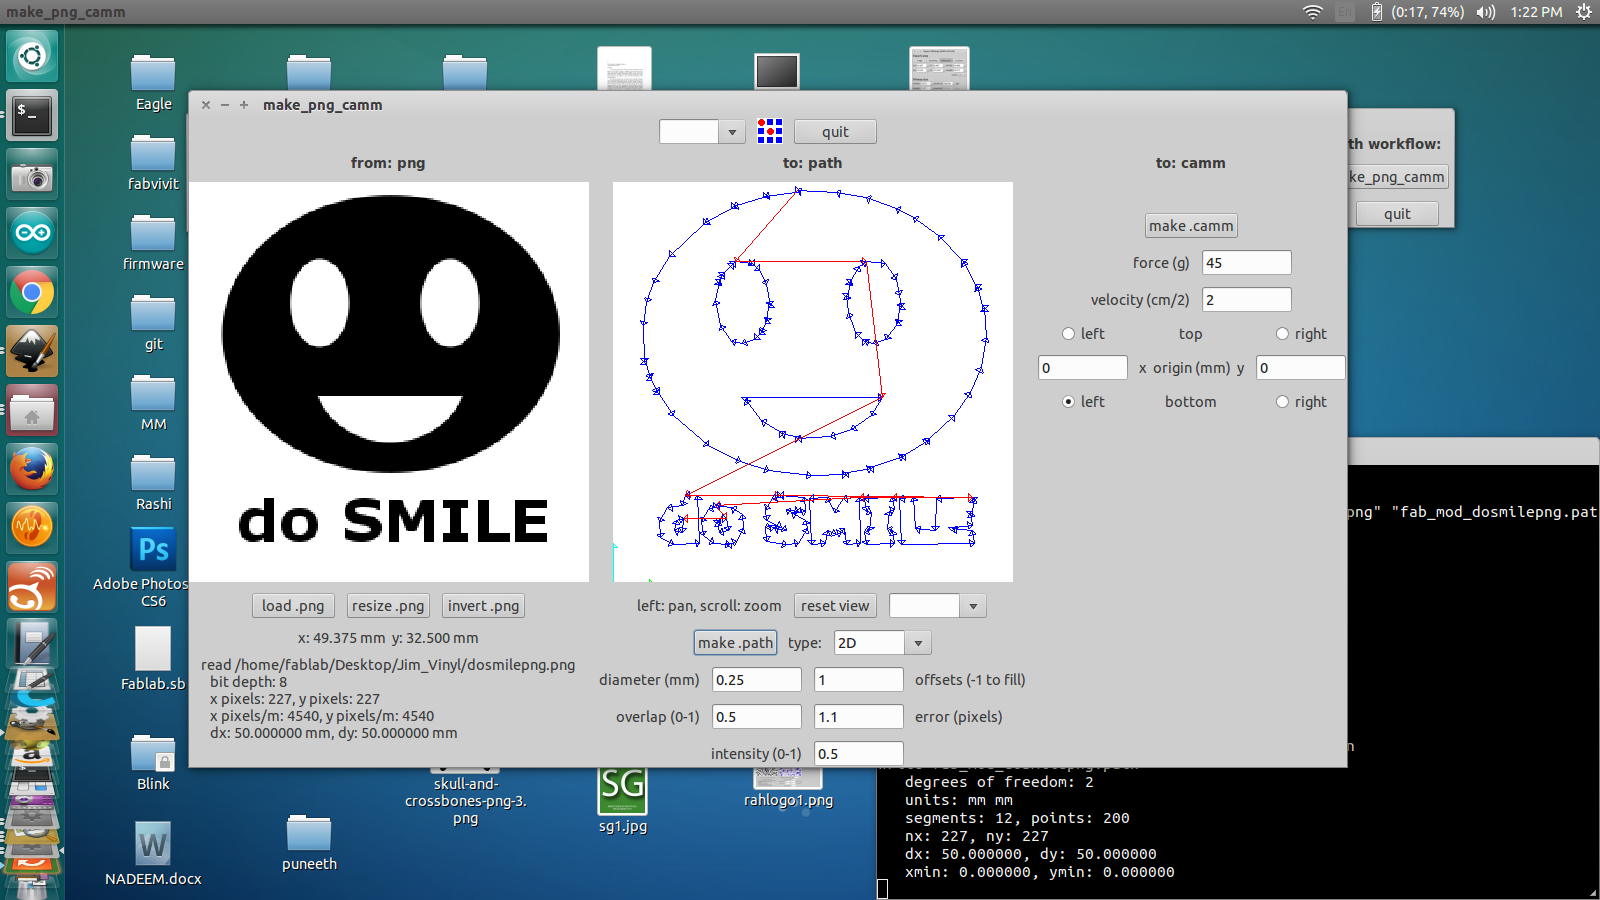 make_png_camm
En
(0:17, 74%)
1:22 PM
Eagle
fabvivit
firmware
git
MM
Rashi
Ps
Adobe Photos
CS6
Fablab.sb
Blink
W
NADEEM.docx
puneeth
skull-and-
crossbones-png-3.
png
SG
sg1.jpg
rahlogo1.png
make_png_camm
quit
from: png
to: path
to: camm
do SMILE
load .png
resize .png
invert .png
x: 49.375 mm y: 32.500 mm
read /home/fablab/Desktop/Jim_Vinyl/dosmilepng.png
bit depth: 8
x pixels: 227, y pixels: 227
x pixels/m: 4540, y pixels/m: 4540
dx: 50.000000 mm, dy: 50.000000 mm
do SMILE
left: pan, scroll: zoom
reset view
make .path
type:
2D
diameter (mm)
0.25
1
offsets (-1 to fill)
overlap (0-1)
0.5
1.1
error (pixels)
intensity (0-1)
0.5
make .camm
force (g)
45
velocity (cm/2)
2
left
top
right
0
x origin (mm) y
0
left
bottom
right
th workflow:
ke_png_camm
quit
png" "fab_mod_dosmilepng.pat
n
degrees of freedom: 2
units: mm mm
segments: 12, points: 200
nx: 227, ny: 227
dx: 50.000000, dy: 50.000000
xmin: 0.000000, ymin: 0.000000